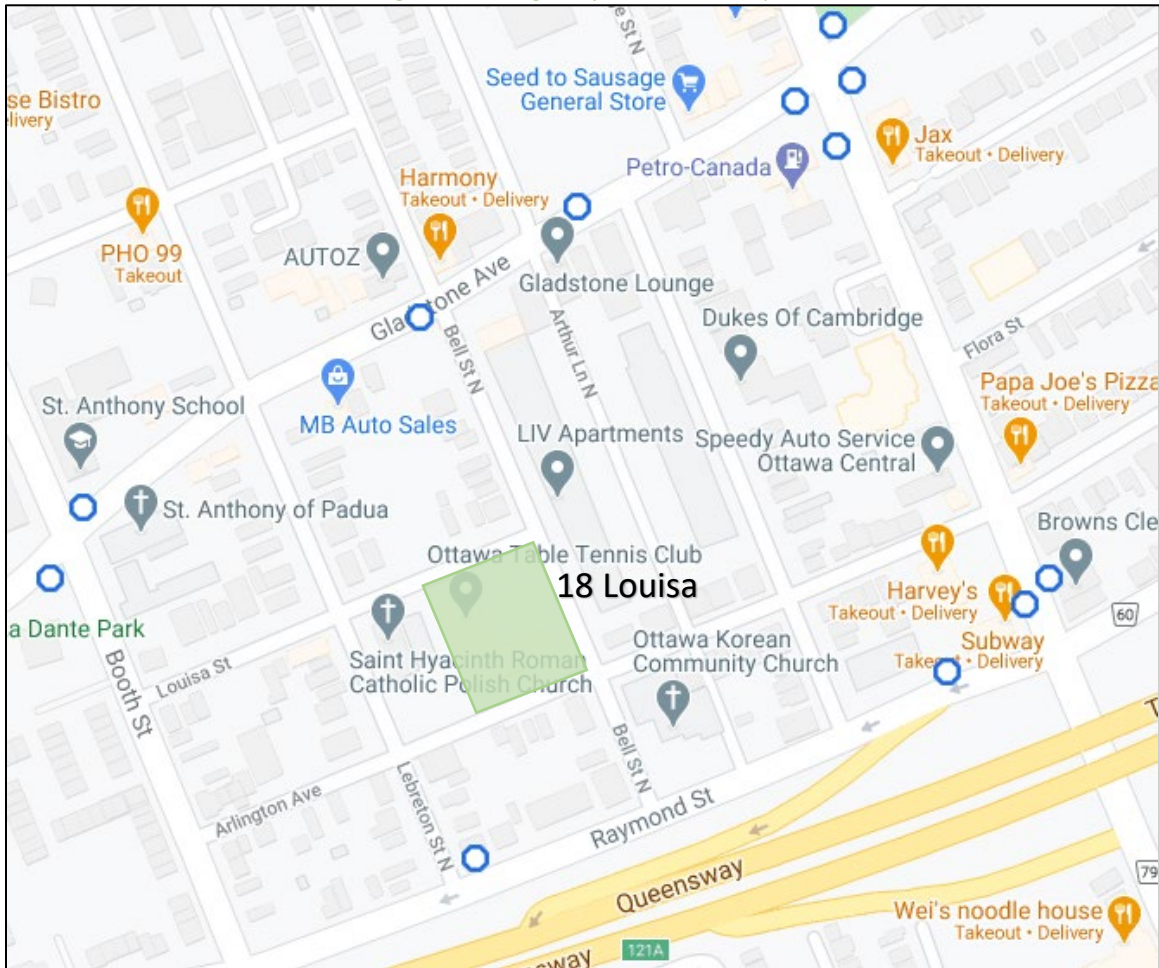 Seed to Sausage
General Store
Jax
Takeout • Delivery
Petro-Canada
Harmony
Takeout • Delivery
PHO 99
Takeout
AUTOZ
Gladstone Ave
Gladstone Lounge
Bell St N
Arthur Ln N
Dukes Of Cambridge
Flora St
Papa Joe's Pizza
Takeout • Delivery
St. Anthony School
MB Auto Sales
LIV Apartments
Speedy Auto Service
Ottawa Central
St. Anthony of Padua
Ottawa Table Tennis Club
18 Louisa
Harvey's
Takeout • Delivery
60
Subway
Takeout • Delivery
Dante Park
Saint Hyacinth Roman
Catholic Polish Church
Ottawa Korean
Community Church
Louisa St
Booth St
Bell St N
Lebreton St N
Arlington Ave
Raymond St
Queensway
79
Wei's noodle house
Takeout • Delivery
121A